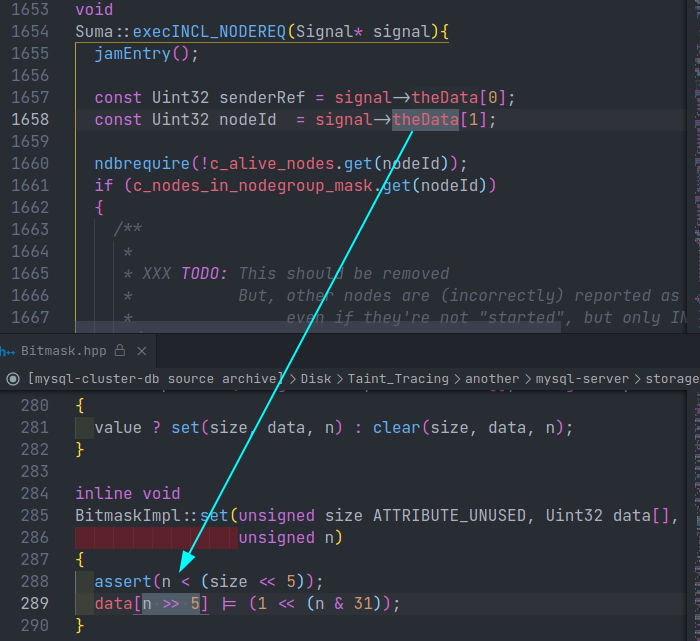 1653 void
1654 Suma::execINCL_NODEREQ(Signal* signal){
1655   jamEntry();
1656
1657   const Uint32 senderRef = signal->theData[0];
1658   const Uint32 nodeId  = signal->theData[1];
1659
1660   ndbrequire(!c_alive_nodes.get(nodeId));
1661   if (c_nodes_in_nodegroup_mask.get(nodeId))
1662   {
1663     /**
1664      *
1665      * XXX TODO: This should be removed
1666      *           But, other nodes are (incorrectly) reported as
1667      *                even if they're not "started", but only IN
h++ Bitmask.hpp
[mysql-cluster-db source archive] > Disk > Taint_Tracing > another > mysql-server > storage
280 {
281   value ? set(size, data, n) : clear(size, data, n);
282 }
283
284 inline void
285 BitmaskImpl::set(unsigned size ATTRIBUTE_UNUSED, Uint32 data[],
286                  unsigned n)
287 {
288   assert(n < (size << 5));
289   data[n >> 5] |= (1 << (n & 31));
290 }